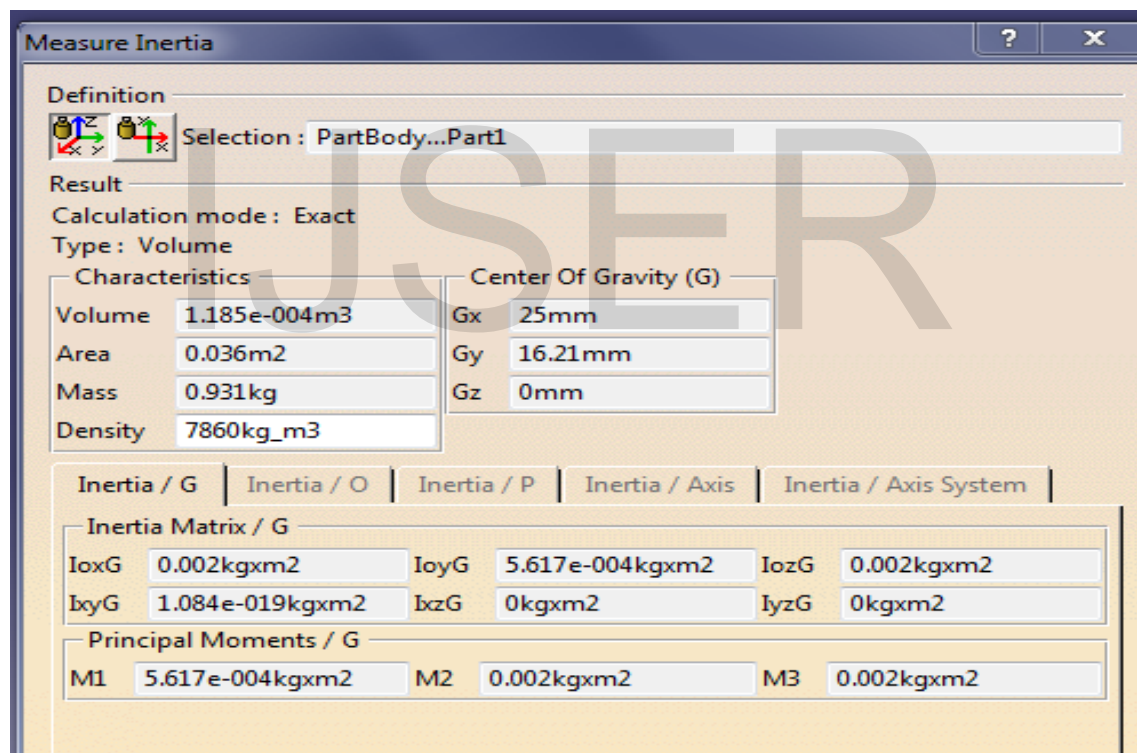 Measure Inertia ? X
Definition
Selection : PartBody...Part1
Result
Calculation mode : Exact
Type : Volume
Characteristics
Volume 1.185e-004m3
Area 0.036m2
Mass 0.931kg
Density 7860kg_m3
Center Of Gravity (G)
Gx 25mm
Gy 16.21mm
Gz 0mm
Inertia / G Inertia / O Inertia / P Inertia / Axis Inertia / Axis System
Inertia Matrix / G
IoxG 0.002kgxm2 IoyG 5.617e-004kgxm2 IozG 0.002kgxm2
IxyG 1.084e-019kgxm2 IxzG 0kgxm2 IyzG 0kgxm2
Principal Moments / G
M1 5.617e-004kgxm2 M2 0.002kgxm2 M3 0.002kgxm2
IJSER